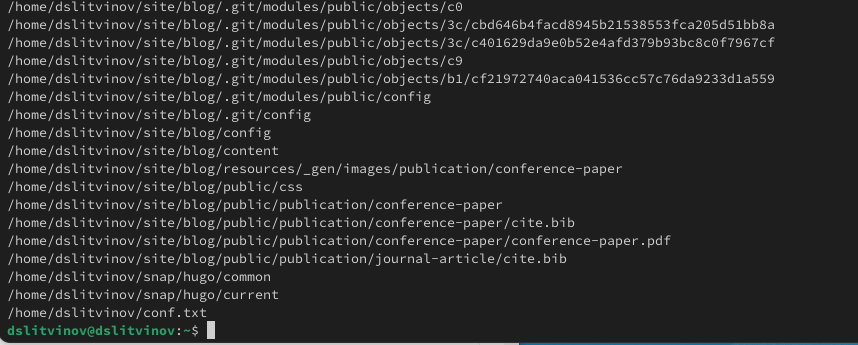 /home/dslitvinov/site/blog/.git/modules/public/objects/c0
/home/dslitvinov/site/blog/.git/modules/public/objects/3c/cbd646b4facd8945b21538553fca205d51bb8a
/home/dslitvinov/site/blog/.git/modules/public/objects/3c/c401629da9e0b52e4afd379b93bc8c0f7967cf
/home/dslitvinov/site/blog/.git/modules/public/objects/c9
/home/dslitvinov/site/blog/.git/modules/public/objects/b1/cf21972740aca041536cc57c76da9233d1a559
/home/dslitvinov/site/blog/.git/modules/public/config
/home/dslitvinov/site/blog/.git/config
/home/dslitvinov/site/blog/config
/home/dslitvinov/site/blog/content
/home/dslitvinov/site/blog/resources/_gen/images/publication/conference-paper
/home/dslitvinov/site/blog/public/css
/home/dslitvinov/site/blog/public/publication/conference-paper
/home/dslitvinov/site/blog/public/publication/conference-paper/cite.bib
/home/dslitvinov/site/blog/public/publication/conference-paper/conference-paper.pdf
/home/dslitvinov/site/blog/public/publication/journal-article/cite.bib
/home/dslitvinov/snap/hugo/common
/home/dslitvinov/snap/hugo/current
/home/dslitvinov/conf.txt
dslitvinov@dslitvinov:~$